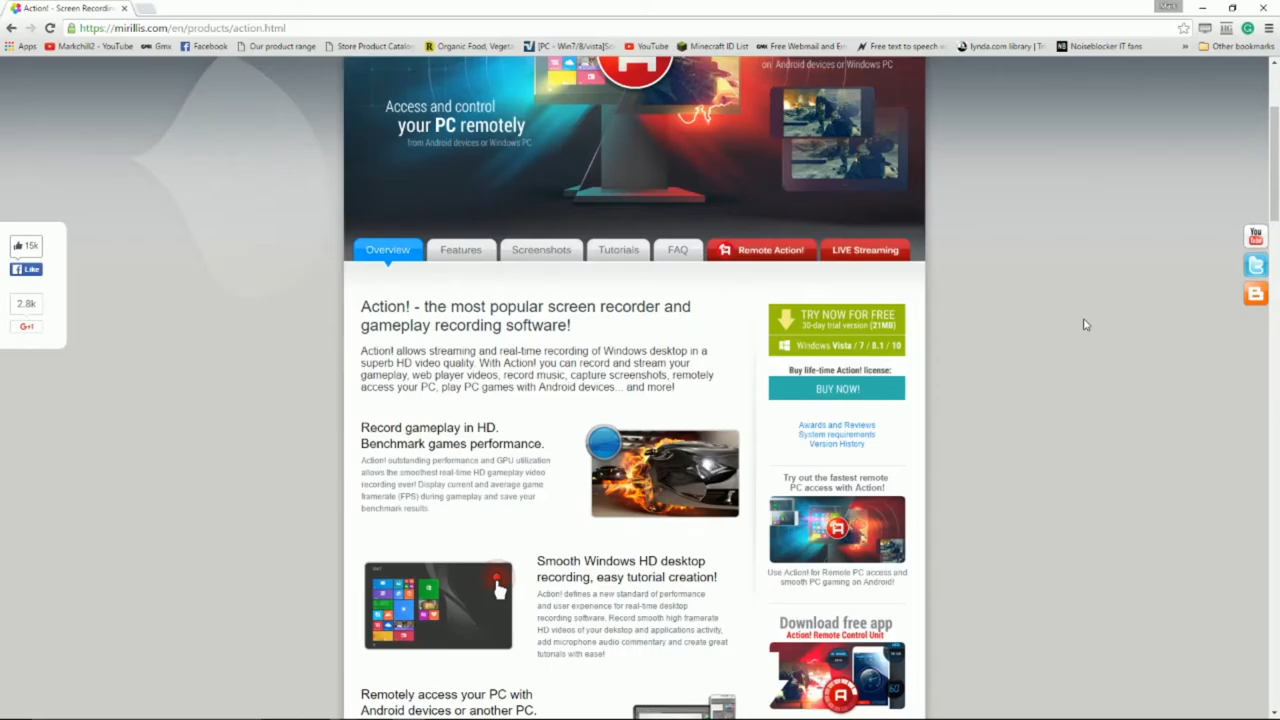 Action! - Screen Recordin
Mark
https://mirillis.com/en/products/action.html
Apps
Markchill2 - YouTube
Gmx
Facebook
Our product range
Store Product Catalog
Organic Food, Vegeta
[PC - Win7/8/vista]So
YouTube
Minecraft ID List
Free Webmail and Em
Free text to speech w
lynda.com library | Tr
Noiseblocker IT fans
»
Other bookmarks
on Android devices or Windows PC
Access and control
your PC remotely
from Android devices or Windows PC
15k
Like
2.8k
G+1
You
Tube
Overview
Features
Screenshots
Tutorials
FAQ
Remote Action!
LIVE Streaming
Action! - the most popular screen recorder and
gameplay recording software!
Action! allows streaming and real-time recording of Windows desktop in a
superb HD video quality. With Action! you can record and stream your
gameplay, web player videos, record music, capture screenshots, remotely
access your PC, play PC games with Android devices... and more!
Record gameplay in HD.
Benchmark games performance.
Action! outstanding performance and GPU utilization
allows the smoothest real-time HD gameplay video
recording ever! Display current and average game
framerate (FPS) during gameplay and save your
benchmark results.
Smooth Windows HD desktop
recording, easy tutorial creation!
Action! defines a new standard of performance
and user experience for real-time desktop
recording software. Record smooth high framerate
HD videos of your dekstop and applications activity,
add microphone audio commentary and create great
tutorials with ease!
Remotely access your PC with
Android devices or another PC.
TRY NOW FOR FREE
30-day trial version (21MB)
Windows Vista / 7 / 8.1 / 10
Buy life-time Action! license:
BUY NOW!
Awards and Reviews
System requirements
Version History
Try out the fastest remote
PC access with Action!
Use Action! for Remote PC access and
smooth PC gaming on Android!
Download free app
Action! Remote Control Unit